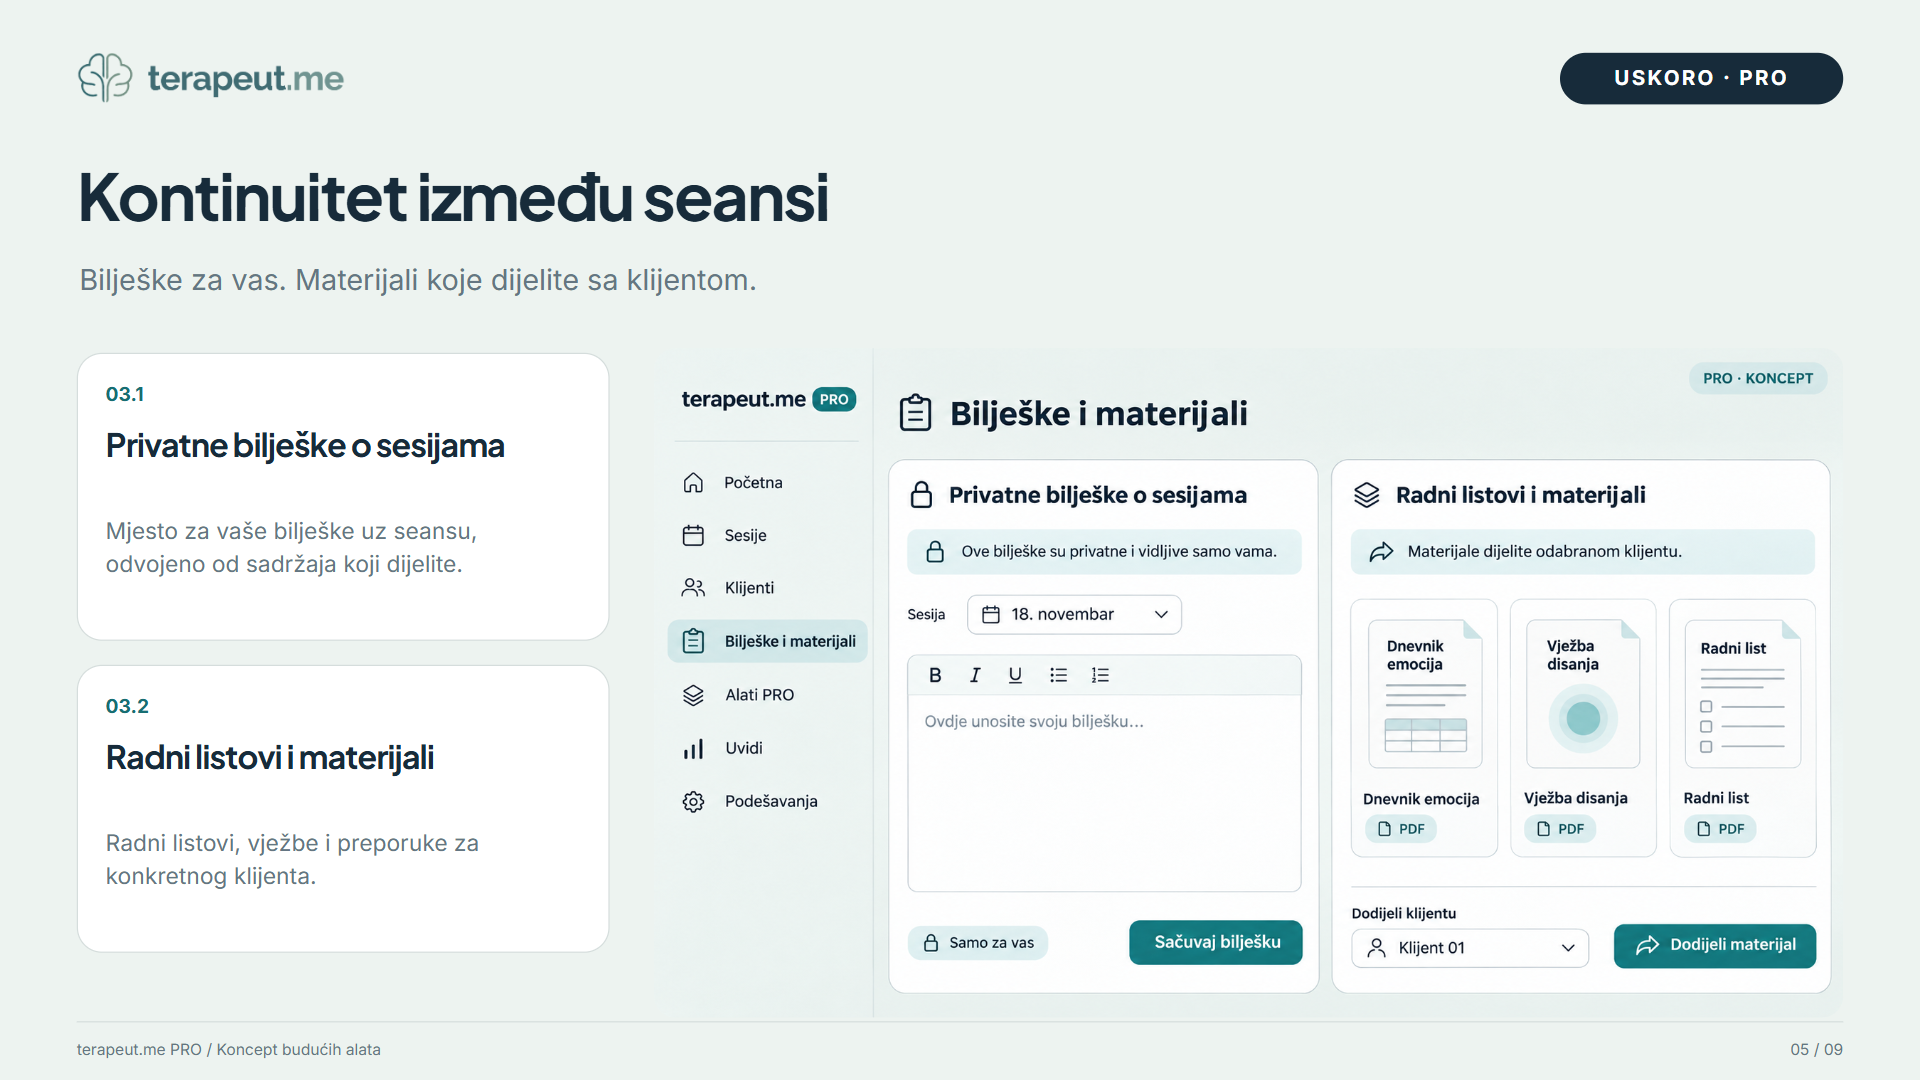 terapeut.me
USKORO · PRO
Kontinuitet između seansi
Bilješke za vas. Materijali koje dijelite sa klijentom.
03.1
Privatne bilješke o sesijama
Mjesto za vaše bilješke uz seansu,
odvojeno od sadržaja koji dijelite.
03.2
Radni listovi i materijali
Radni listovi, vježbe i preporuke za
konkretnog klijenta.
terapeut.me PRO
Početna
Sesije
Klijenti
Bilješke i materijali
Alati PRO
Uvidi
Podešavanja
PRO · KONCEPT
Bilješke i materijali
Privatne bilješke o sesijama
Ove bilješke su privatne i vidljive samo vama.
Sesija
18. novembar
B I U
Ovdje unosite svoju bilješku...
Samo za vas
Sačuvaj bilješku
Radni listovi i materijali
Materijale dijelite odabranom klijentu.
Dnevnik
emocija
Dnevnik emocija
PDF
Vježba
disanja
Vježba disanja
PDF
Radni list
Radni list
PDF
Dodijeli klijentu
Klijent 01
Dodijeli materijal
terapeut.me PRO / Koncept budućih alata
05 / 09